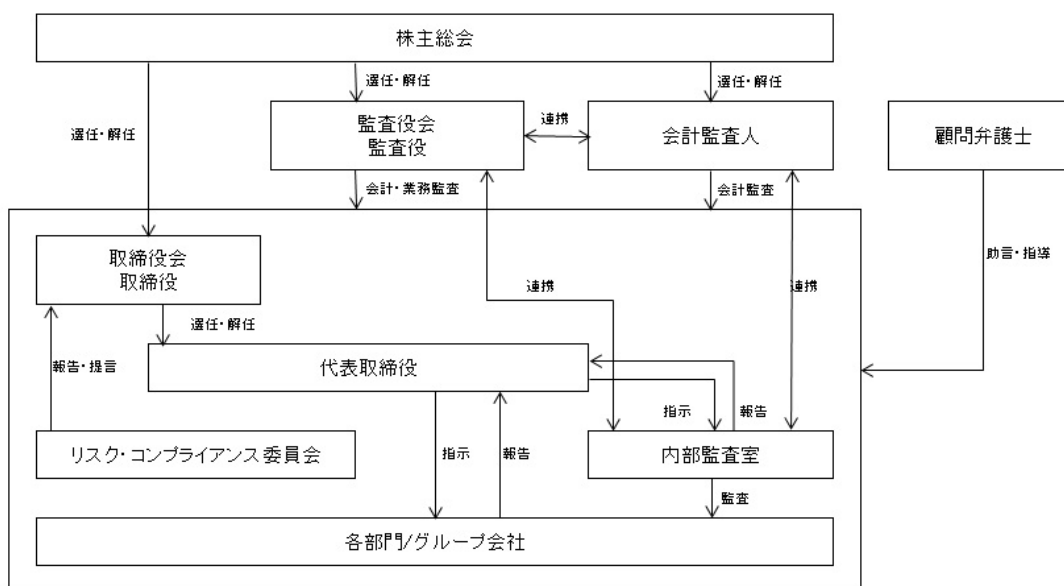 株主総会
選任・解任
選任・解任
選任・解任
監査役会
監査役
連携
会計監査人
顧問弁護士
会計・業務監査
会計監査
取締役会
取締役
助言・指導
連携
連携
選任・解任
報告・提言
代表取締役
指示
報告
リスク・コンプライアンス委員会
指示
報告
内部監査室
監査
各部門/グループ会社